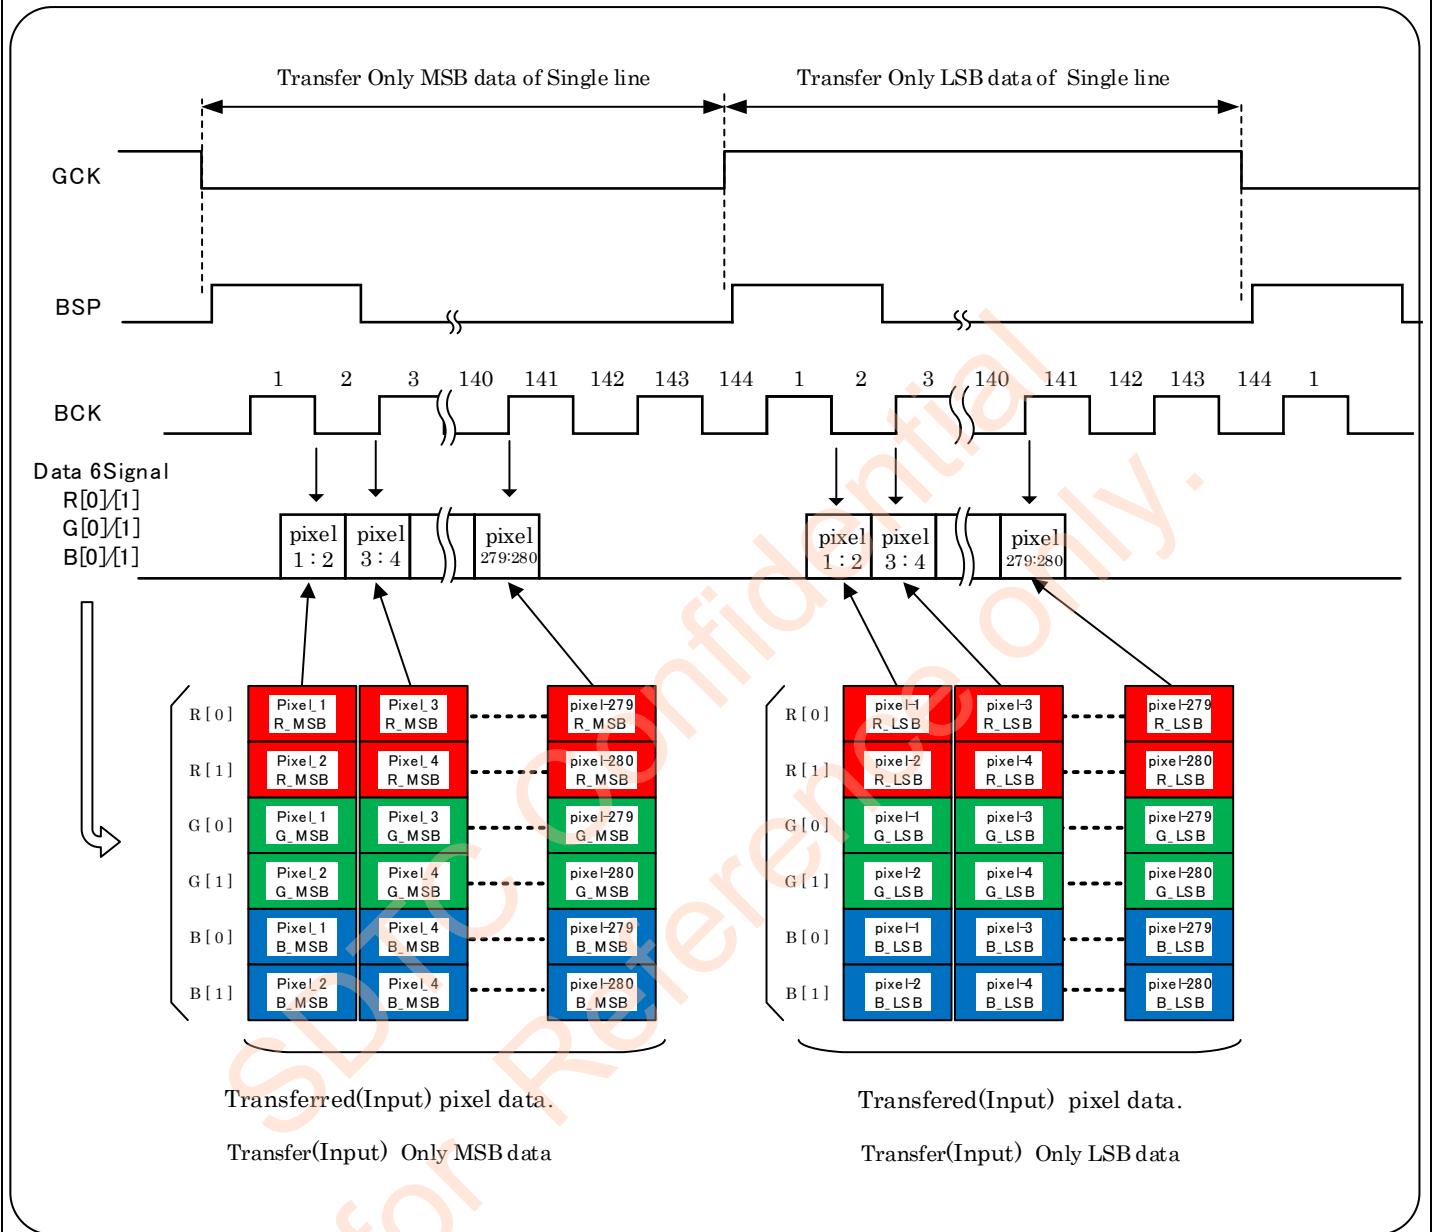 Transfer Only MSB data of Single line
Transfer Only LSB data of Single line
GCK
BSP
1 2 3 140 141 142 143 144 1 2 3 140 141 142 143 144 1
BCK
Data 6Signal
R[0]/[1]
G[0]/[1]
B[0]/[1]
pixel 1:2
pixel 3:4
pixel 279:280
pixel 1:2
pixel 3:4
pixel 279:280
R[0]
Pixel_1 R_MSB
Pixel_3 R_MSB
pixel-279 R_MSB
R[0]
pixel-1 R_LSB
pixel-3 R_LSB
pixel-279 R_LSB
R[1]
Pixel_2 R_MSB
Pixel_4 R_MSB
pixel-280 R_MSB
R[1]
pixel-2 R_LSB
pixel-4 R_LSB
pixel-280 R_LSB
G[0]
Pixel_1 G_MSB
Pixel_3 G_MSB
pixel-279 G_MSB
G[0]
pixel-1 G_LSB
pixel-3 G_LSB
pixel-279 G_LSB
G[1]
Pixel_2 G_MSB
Pixel_4 G_MSB
pixel-280 G_MSB
G[1]
pixel-2 G_LSB
pixel-4 G_LSB
pixel-280 G_LSB
B[0]
Pixel_1 B_MSB
Pixel_4 B_MSB
pixel-279 B_MSB
B[0]
pixel-1 B_LSB
pixel-3 B_LSB
pixel-279 B_LSB
B[1]
Pixel_2 B_MSB
Pixel_4 B_MSB
pixel-280 B_MSB
B[1]
pixel-2 B_LSB
pixel-4 B_LSB
pixel-280 B_LSB
Transferred(Input) pixel data.
Transfered(Input) pixel data.
Transfer(Input) Only MSB data
Transfer(Input) Only LSB data
SDTC Confidential
for Reference only.